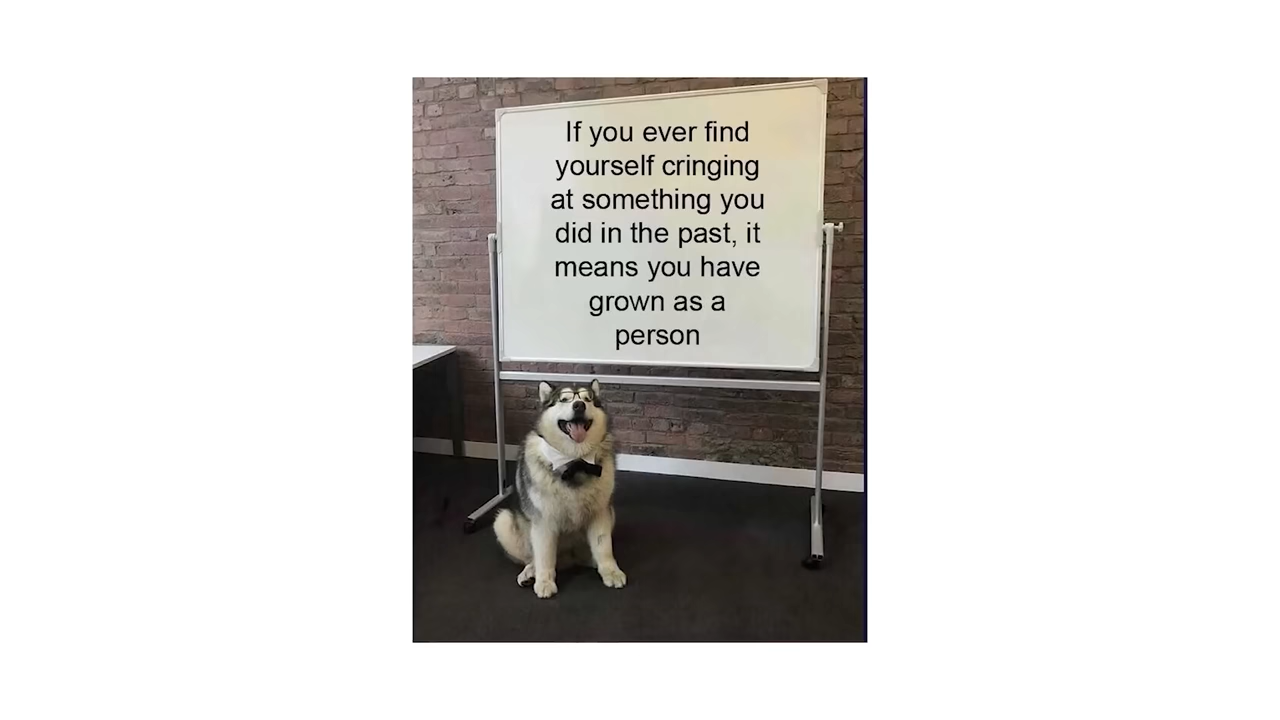 If you ever find
yourself cringing
at something you
did in the past, it
means you have
grown as a
person